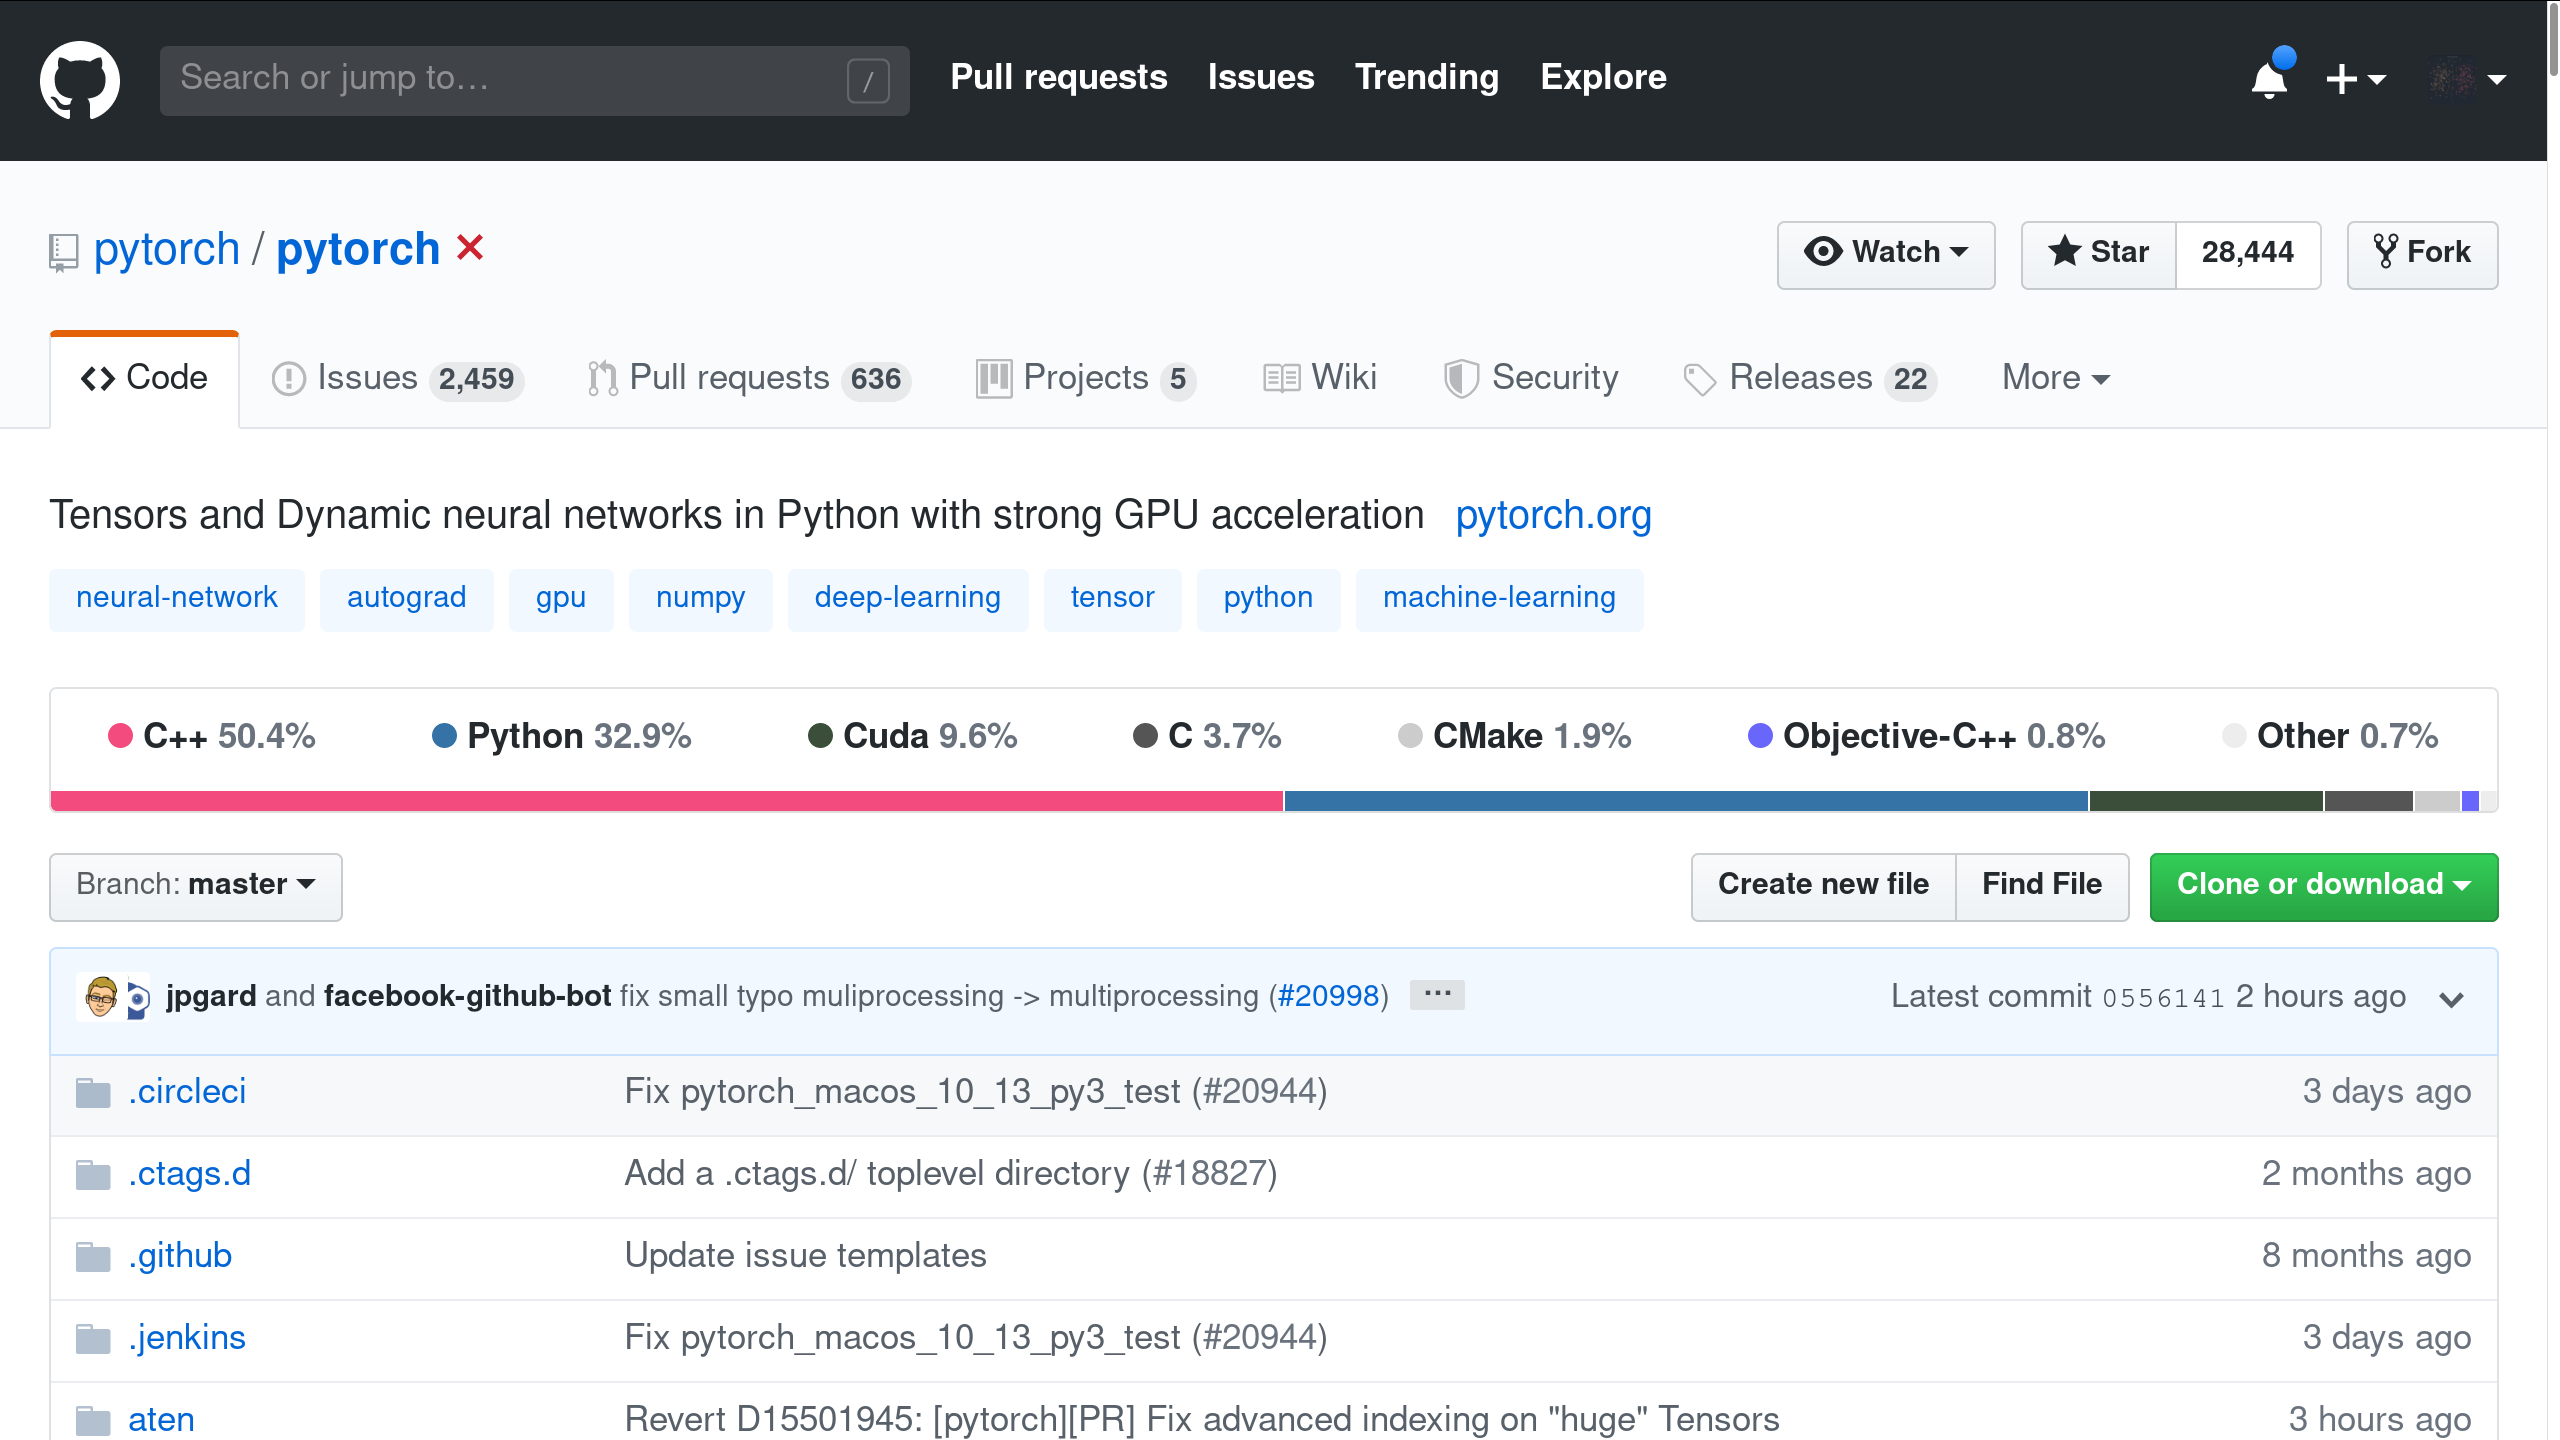 Search or jump to… /
Pull requests Issues Trending Explore
pytorch / pytorch
Watch Star 28,444 Fork
Code Issues 2,459 Pull requests 636 Projects 5 Wiki Security Releases 22 More
Tensors and Dynamic neural networks in Python with strong GPU acceleration pytorch.org
neural-network autograd gpu numpy deep-learning tensor python machine-learning
C++ 50.4% Python 32.9% Cuda 9.6% C 3.7% CMake 1.9% Objective-C++ 0.8% Other 0.7%
Branch: master Create new file Find File Clone or download
jpgard and facebook-github-bot fix small typo muliprocessing -> multiprocessing (#20998) … Latest commit 0556141 2 hours ago
.circleci Fix pytorch_macos_10_13_py3_test (#20944) 3 days ago
.ctags.d Add a .ctags.d/ toplevel directory (#18827) 2 months ago
.github Update issue templates 8 months ago
.jenkins Fix pytorch_macos_10_13_py3_test (#20944) 3 days ago
aten Revert D15501945: [pytorch][PR] Fix advanced indexing on "huge" Tensors 3 hours ago